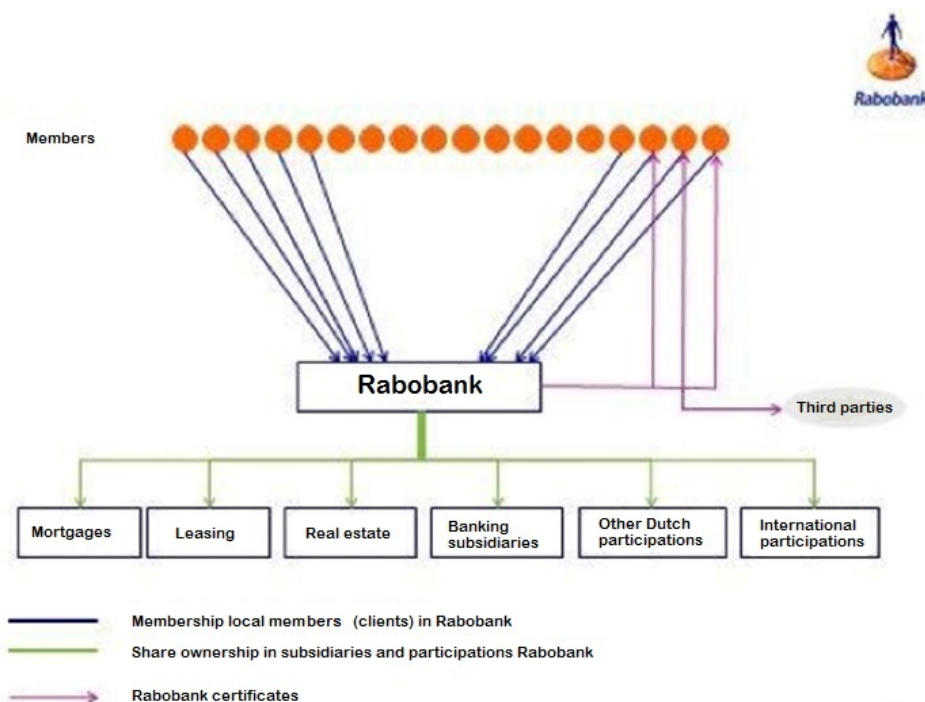 Rabobank
Members
Rabobank
Third parties
Mortgages
Leasing
Real estate
Banking
subsidiaries
Other Dutch
participations
International
participations
Membership local members (clients) in Rabobank
Share ownership in subsidiaries and participations Rabobank
Rabobank certificates